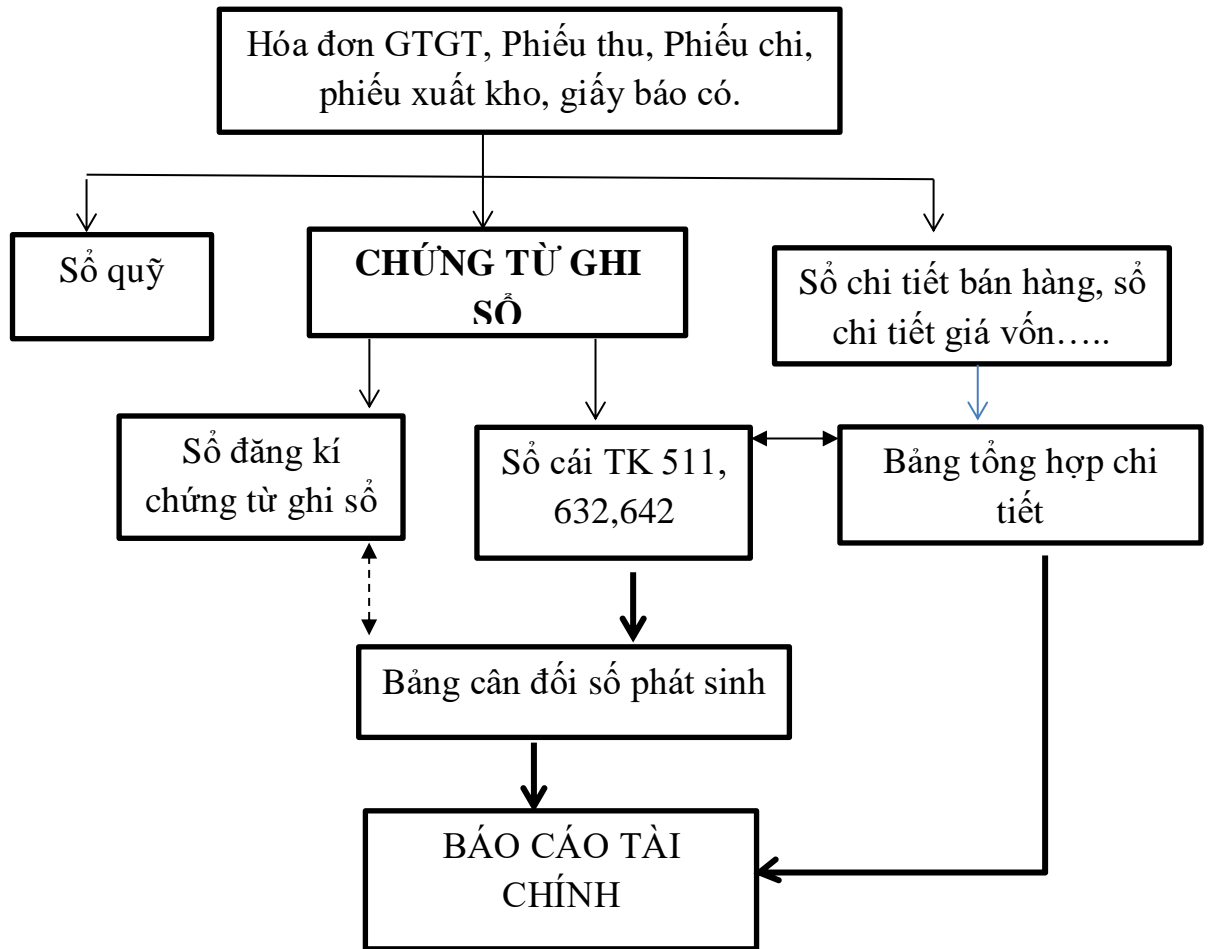 Hóa đơn GTGT, Phiếu thu, Phiếu chi,
phiếu xuất kho, giấy báo có.
Sổ quỹ
CHỨNG TỪ GHI
SỔ
Sổ chi tiết bán hàng, sổ
chi tiết giá vốn…..
Sổ đăng kí
chứng từ ghi sổ
Sổ cái TK 511,
632,642
Bảng tổng hợp chi
tiết
Bảng cân đối số phát sinh
BÁO CÁO TÀI
CHÍNH